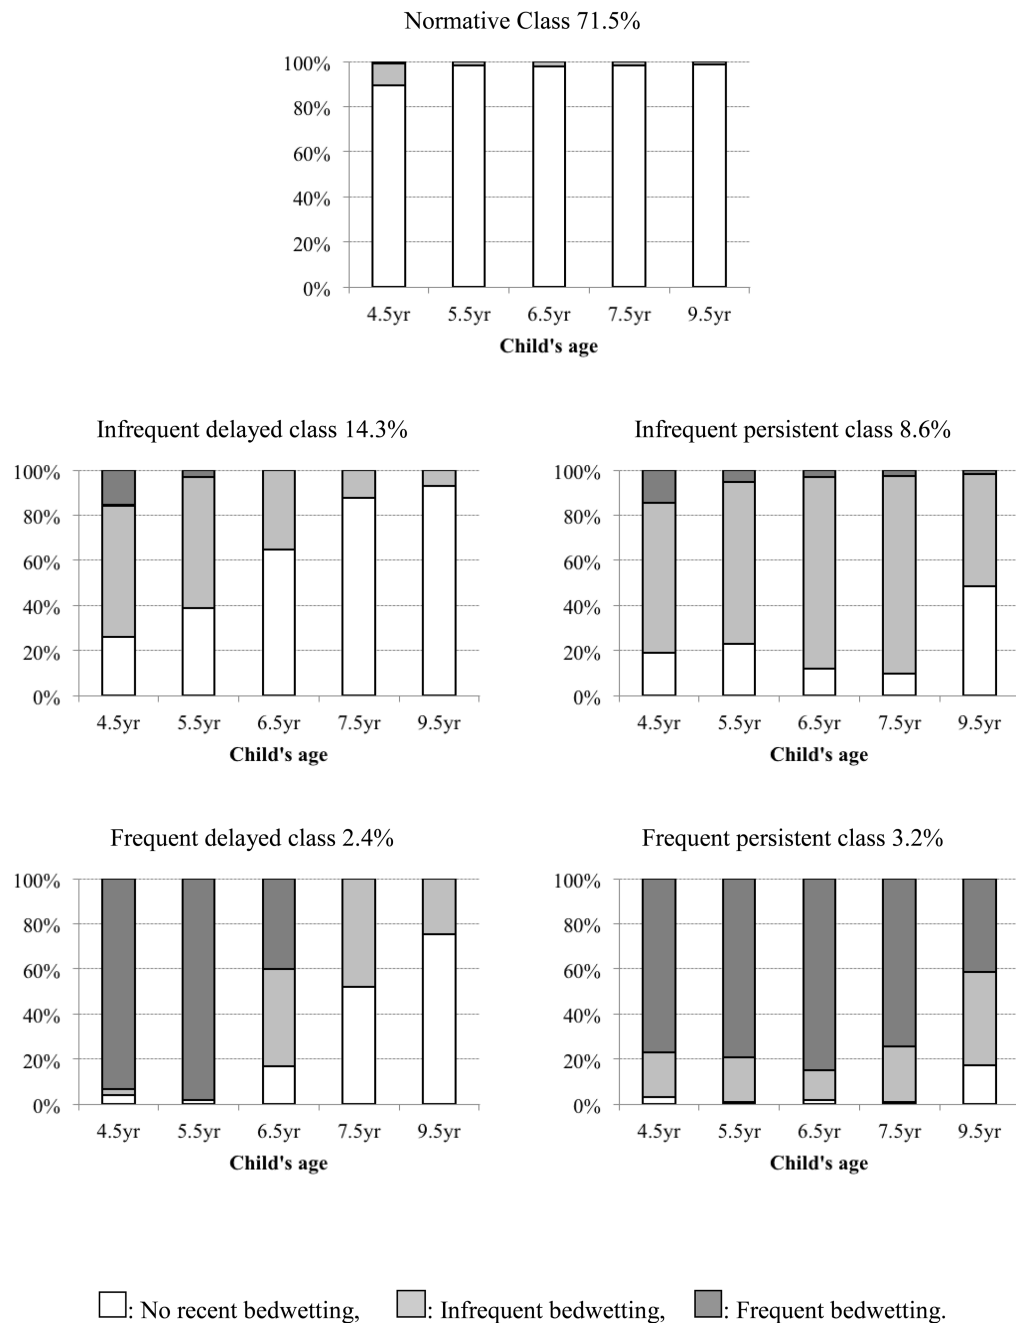 Normative Class 71.5%
100%
80%
60%
40%
20%
0%
4.5yr 5.5yr 6.5yr 7.5yr 9.5yr
Child's age
Infrequent delayed class 14.3%
100%
80%
60%
40%
20%
0%
4.5yr 5.5yr 6.5yr 7.5yr 9.5yr
Child's age
Infrequent persistent class 8.6%
100%
80%
60%
40%
20%
0%
4.5yr 5.5yr 6.5yr 7.5yr 9.5yr
Child's age
Frequent delayed class 2.4%
100%
80%
60%
40%
20%
0%
4.5yr 5.5yr 6.5yr 7.5yr 9.5yr
Child's age
Frequent persistent class 3.2%
100%
80%
60%
40%
20%
0%
4.5yr 5.5yr 6.5yr 7.5yr 9.5yr
Child's age
: No recent bedwetting, : Infrequent bedwetting, : Frequent bedwetting.